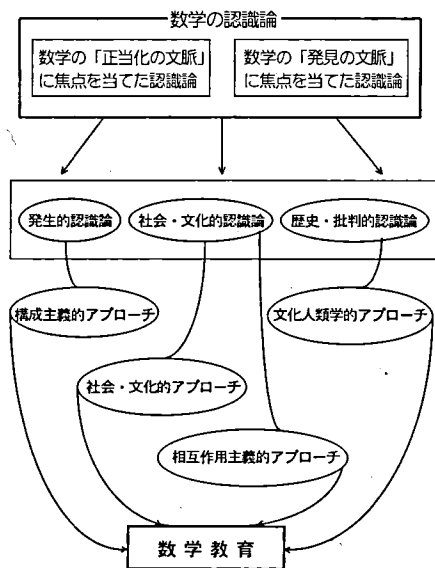 数学の認識論
数学の「正当化の文脈」
に焦点を当てた認識論
数学の「発見の文脈」
に焦点を当てた認識論
発生的認識論
社会・文化的認識論
歴史・批判的認識論
構成主義的アプローチ
文化人類学的アプローチ
社会・文化的アプローチ
相互作用主義的アプローチ
数学教育